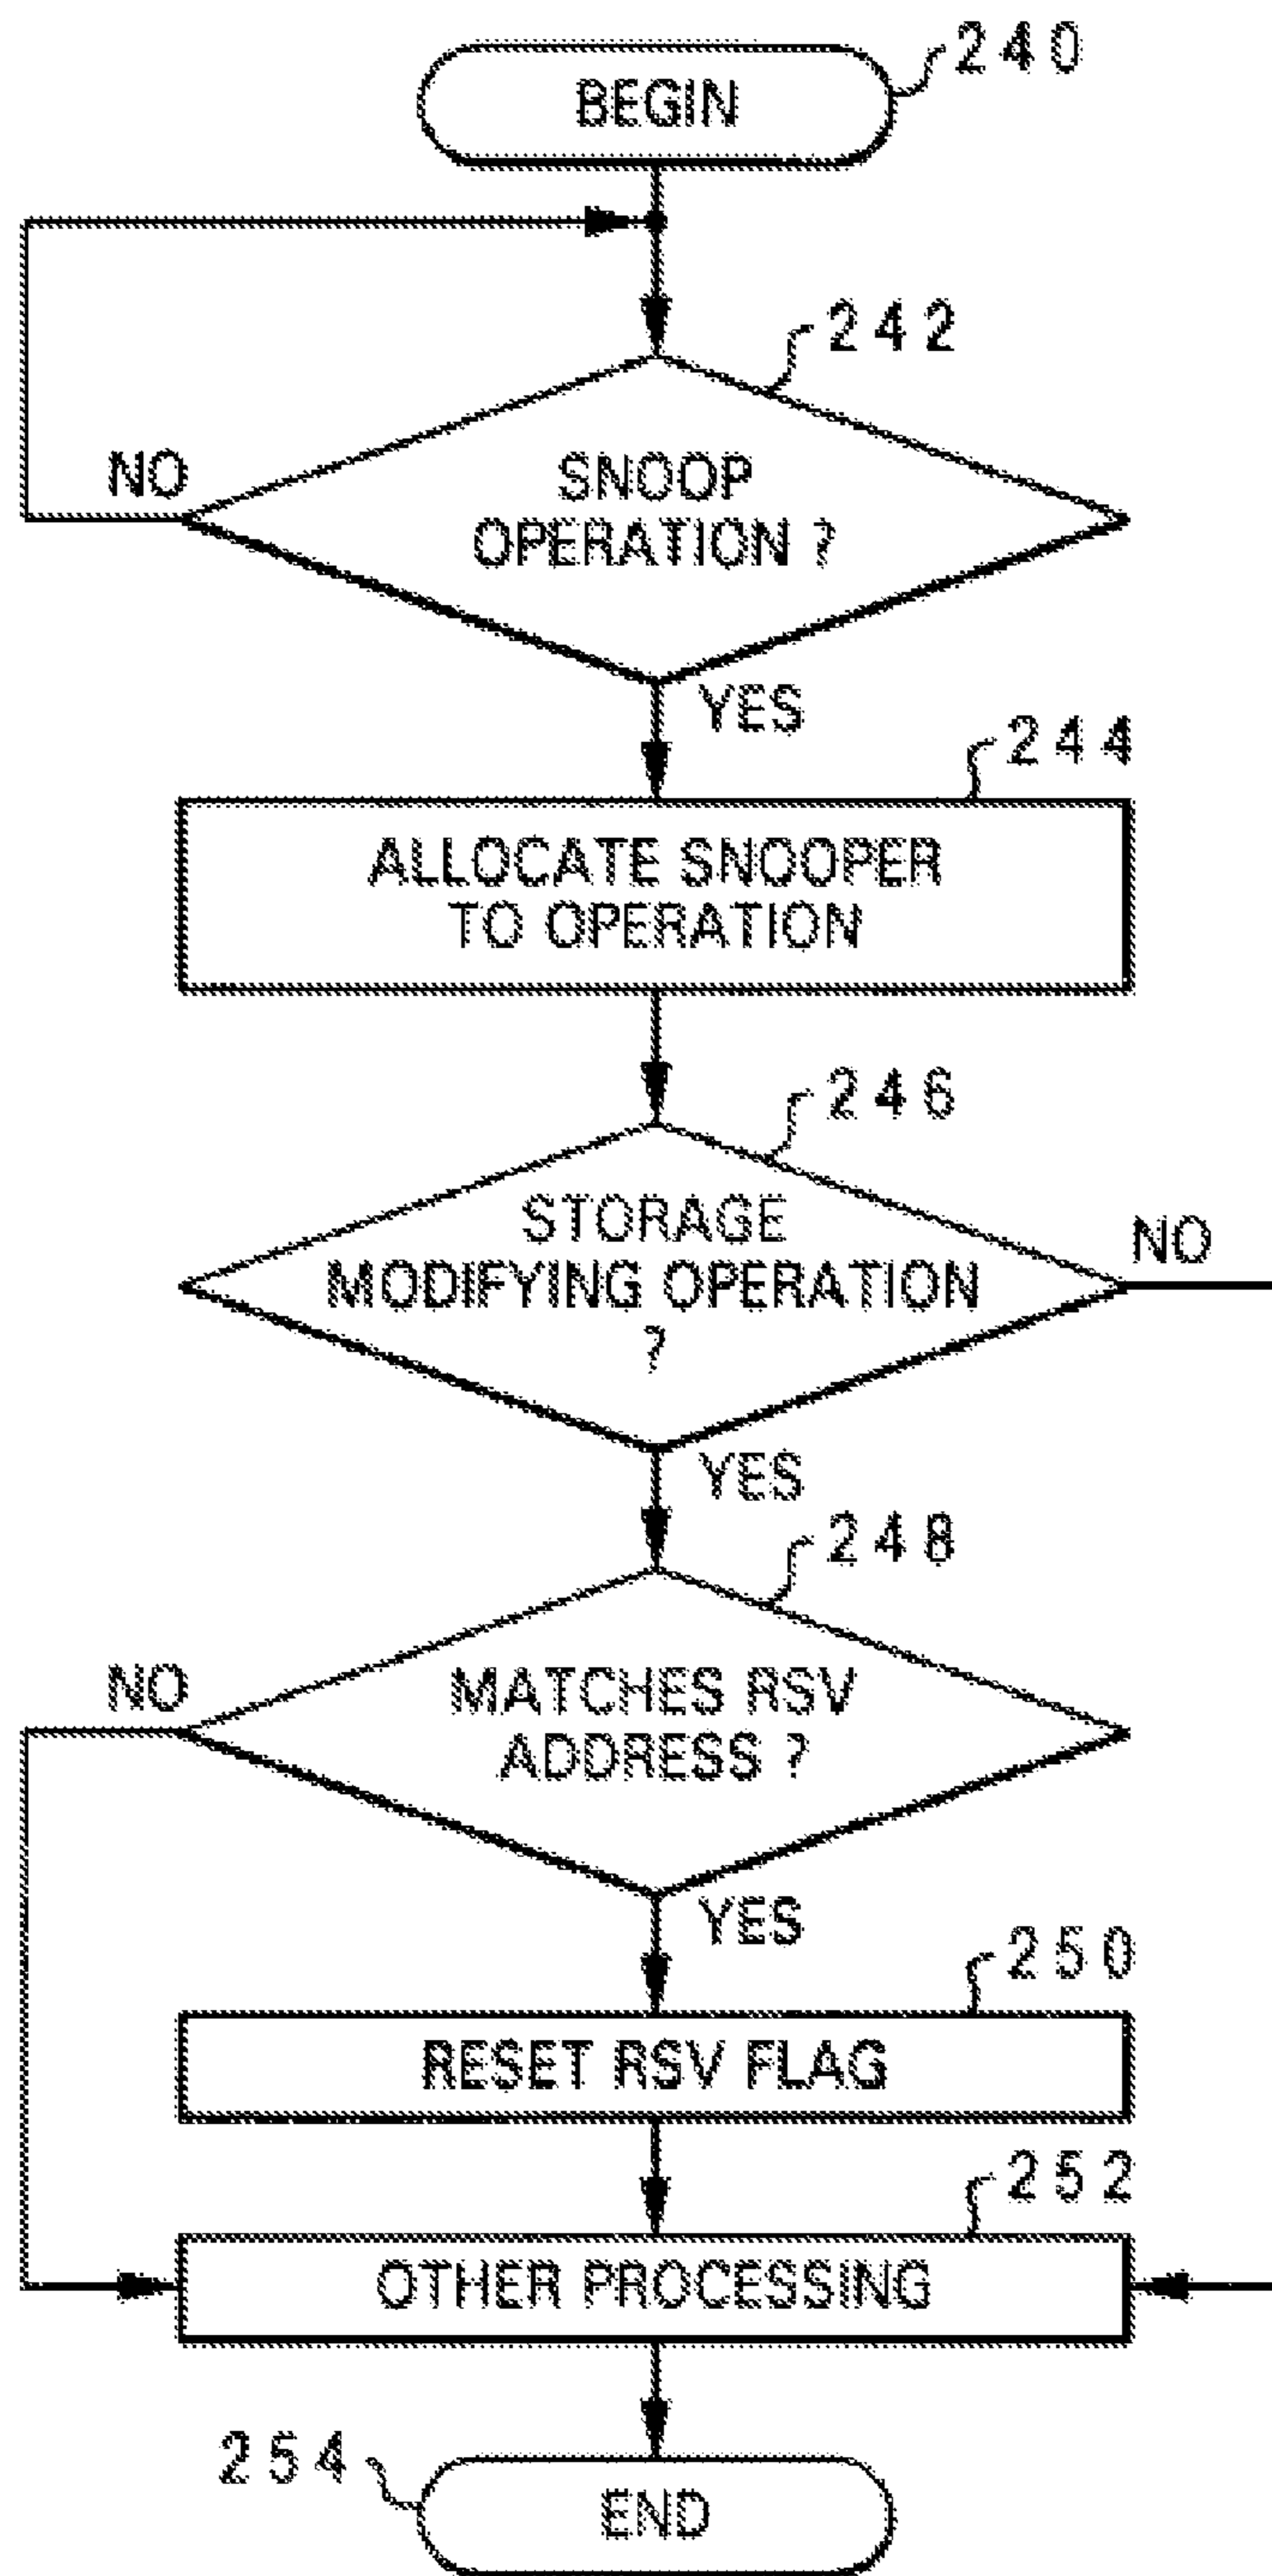 BEGIN
240
242
SNOOP
OPERATION ?
NO
YES
244
ALLOCATE SNOOPER
TO OPERATION
246
STORAGE
MODIFYING OPERATION
?
NO
YES
248
MATCHES RSV
ADDRESS ?
NO
YES
250
RESET RSV FLAG
252
OTHER PROCESSING
254
END